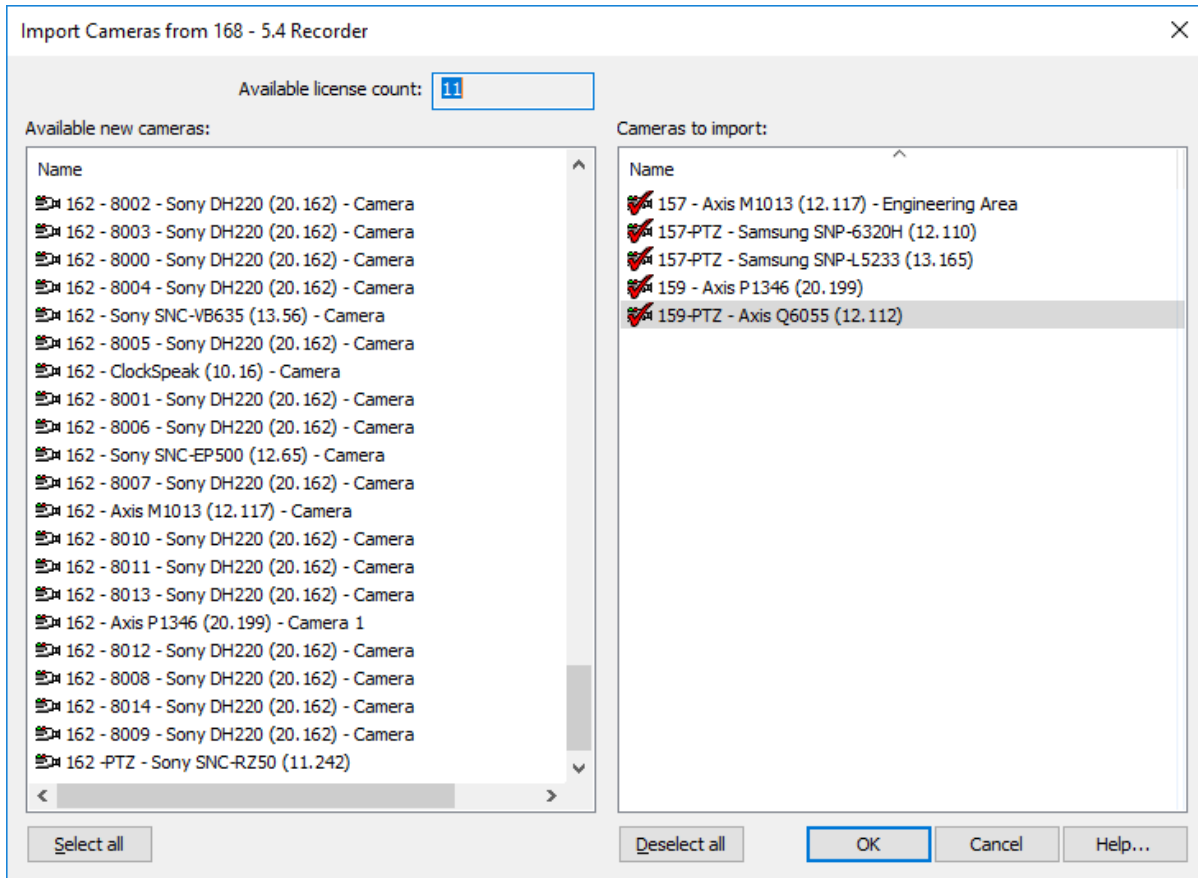 Import Cameras from 168 - 5.4 Recorder
Available license count: 11
Available new cameras:
Name
162 - 8002 - Sony DH220 (20.162) - Camera
162 - 8003 - Sony DH220 (20.162) - Camera
162 - 8000 - Sony DH220 (20.162) - Camera
162 - 8004 - Sony DH220 (20.162) - Camera
162 - Sony SNC-VB635 (13.56) - Camera
162 - 8005 - Sony DH220 (20.162) - Camera
162 - ClockSpeak (10.16) - Camera
162 - 8001 - Sony DH220 (20.162) - Camera
162 - 8006 - Sony DH220 (20.162) - Camera
162 - Sony SNC-EP500 (12.65) - Camera
162 - 8007 - Sony DH220 (20.162) - Camera
162 - Axis M1013 (12.117) - Camera
162 - 8010 - Sony DH220 (20.162) - Camera
162 - 8011 - Sony DH220 (20.162) - Camera
162 - 8013 - Sony DH220 (20.162) - Camera
162 - Axis P1346 (20.199) - Camera 1
162 - 8012 - Sony DH220 (20.162) - Camera
162 - 8008 - Sony DH220 (20.162) - Camera
162 - 8014 - Sony DH220 (20.162) - Camera
162 - 8009 - Sony DH220 (20.162) - Camera
162 -PTZ - Sony SNC-RZ50 (11.242)
Select all
Cameras to import:
Name
157 - Axis M1013 (12.117) - Engineering Area
157-PTZ - Samsung SNP-6320H (12.110)
157-PTZ - Samsung SNP-L5233 (13.165)
159 - Axis P1346 (20.199)
159-PTZ - Axis Q6055 (12.112)
Deselect all
OK
Cancel
Help...